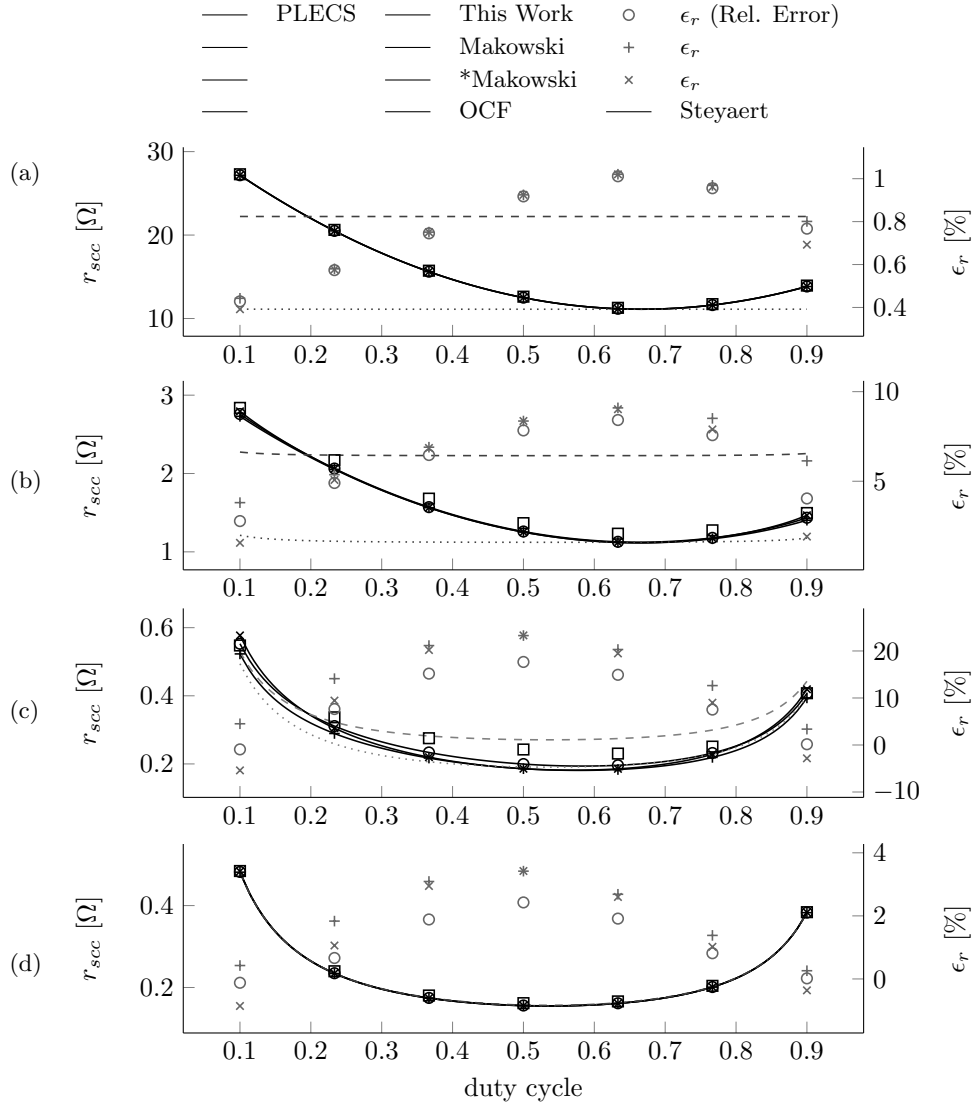 PLECS This Work ϵr (Rel. Error)
Makowski ϵr
*Makowski ϵr
OCF Steyaert
(a)
rscc [Ω]
30
20
10
1
0.8
0.6
0.4
ϵr [%]
0.1 0.2 0.3 0.4 0.5 0.6 0.7 0.8 0.9
(b)
rscc [Ω]
3
2
1
10
5
ϵr [%]
0.1 0.2 0.3 0.4 0.5 0.6 0.7 0.8 0.9
(c)
rscc [Ω]
0.6
0.4
0.2
20
10
0
−10
ϵr [%]
0.1 0.2 0.3 0.4 0.5 0.6 0.7 0.8 0.9
(d)
rscc [Ω]
0.4
0.2
4
2
0
ϵr [%]
0.1 0.2 0.3 0.4 0.5 0.6 0.7 0.8 0.9
duty cycle